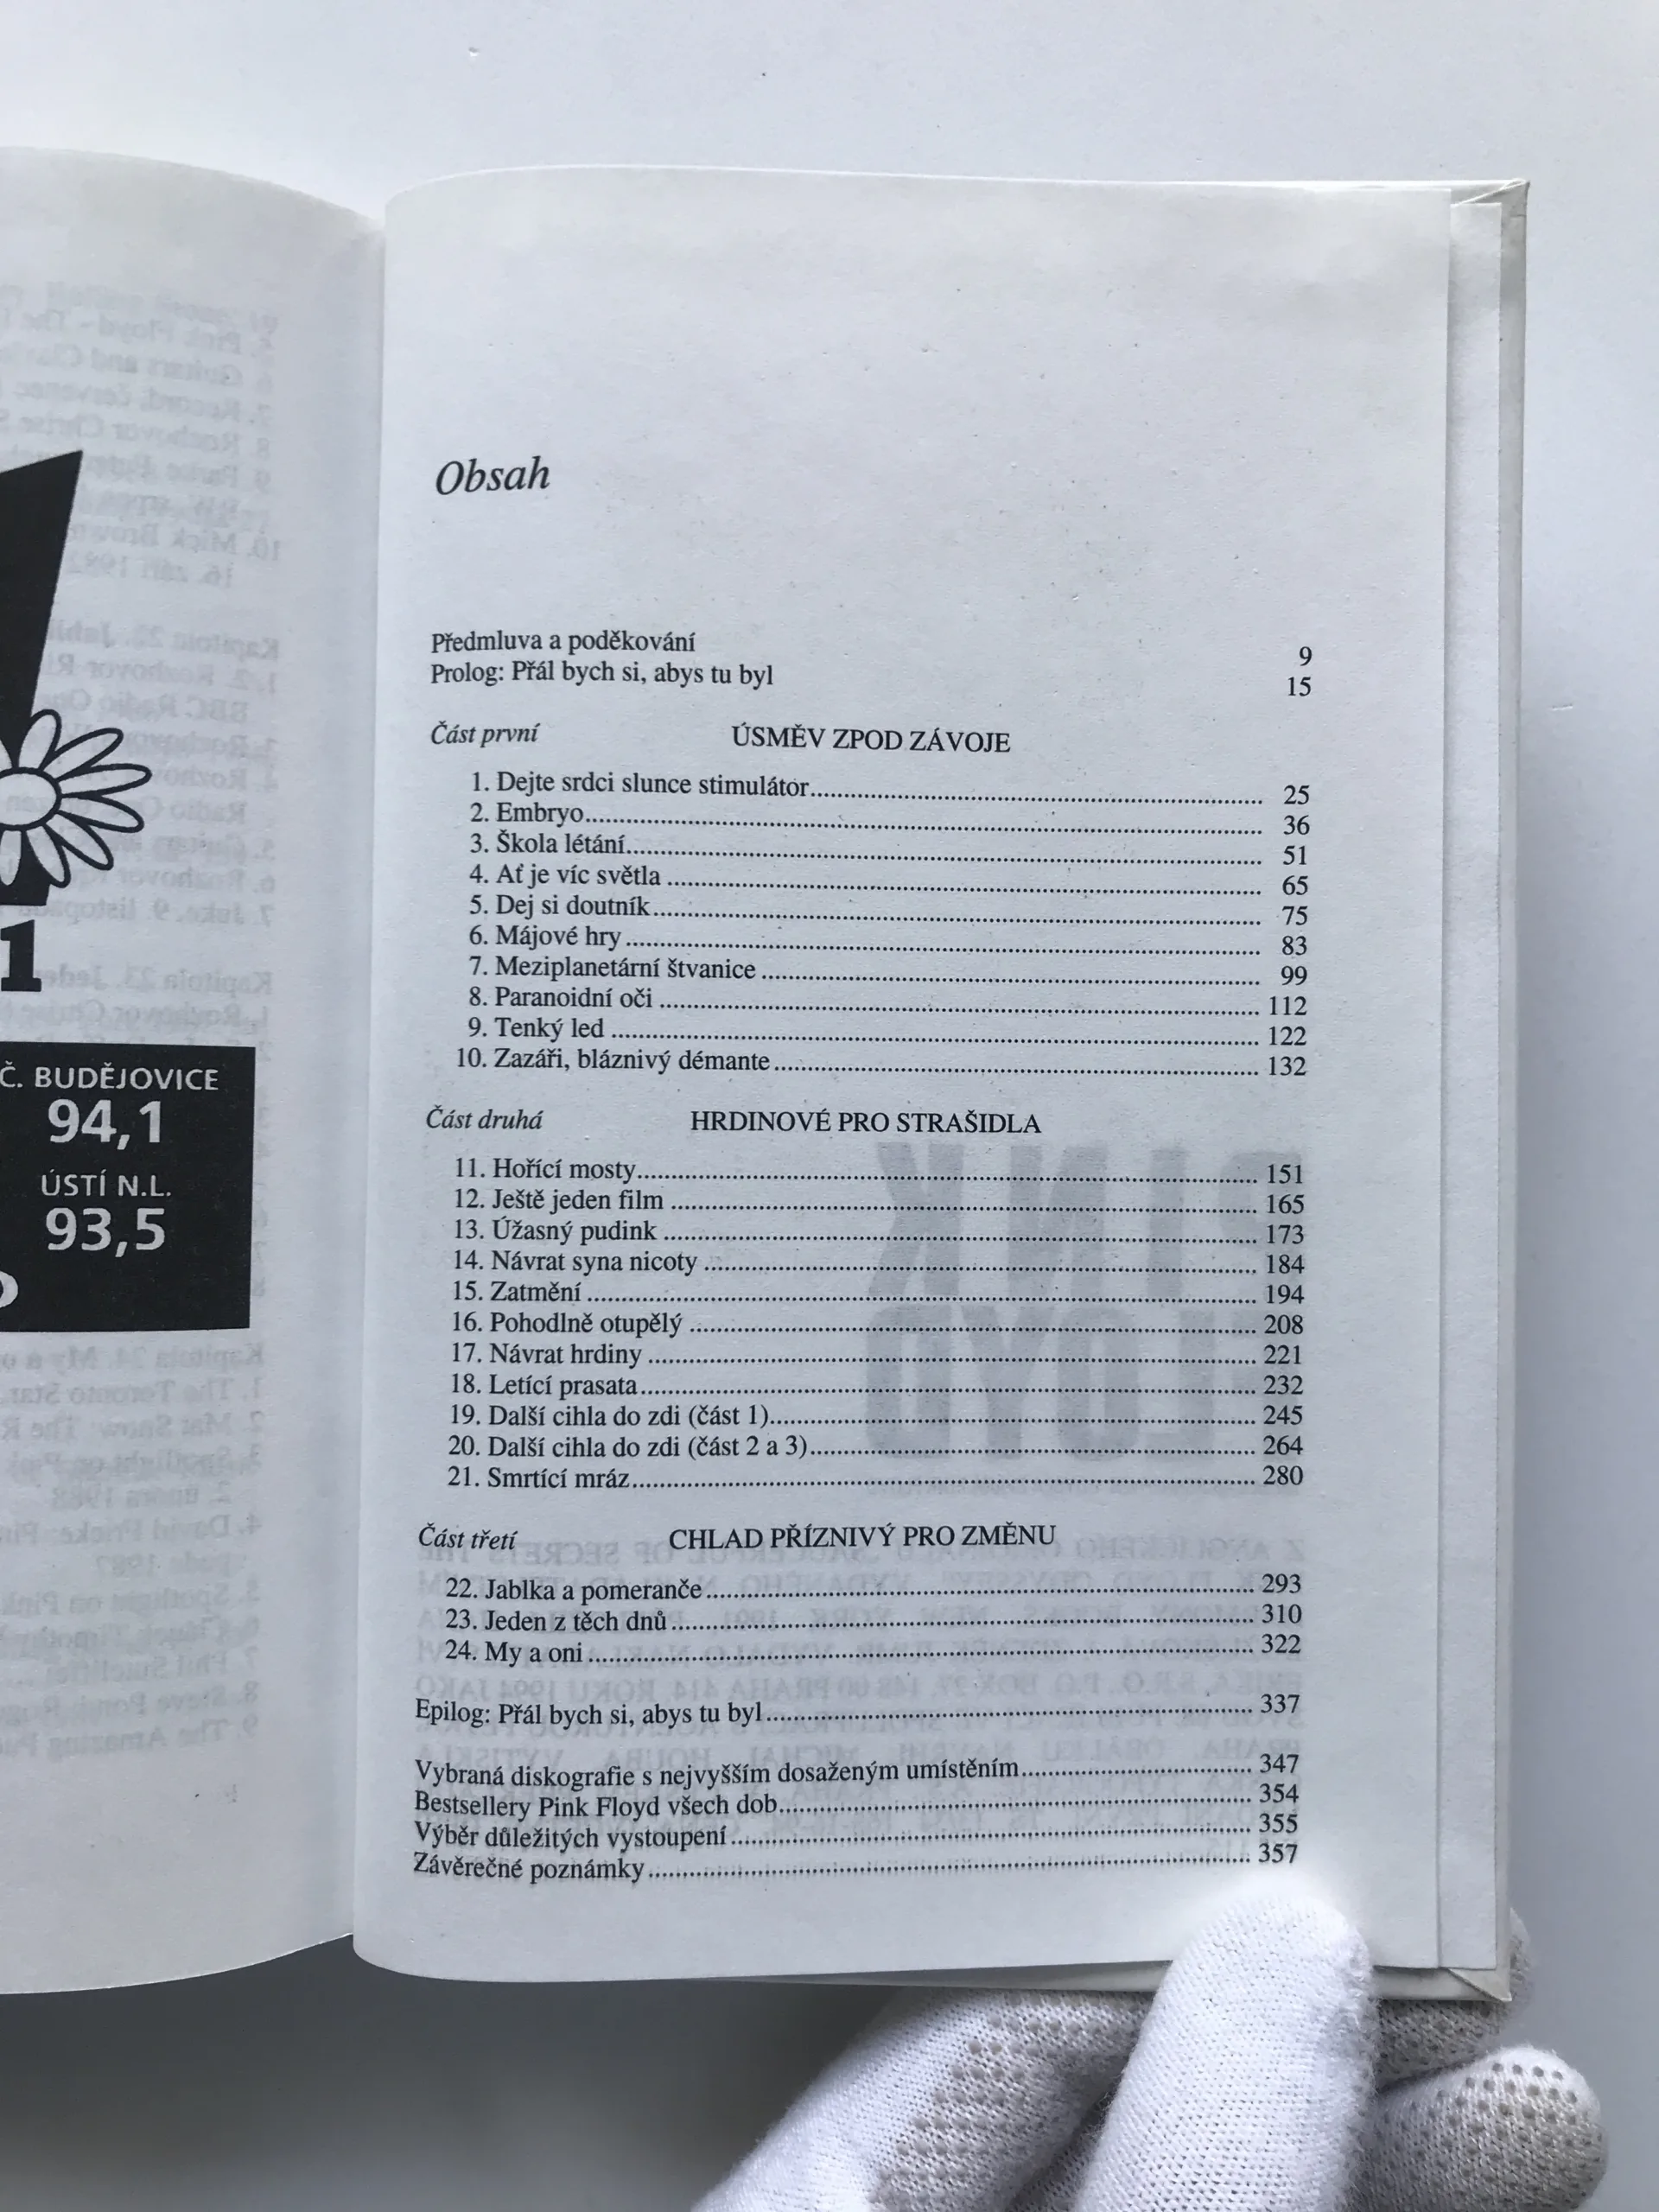 1
Č. BUDĚJOVICE
94,1
ÚSTÍ N.L.
93,5
Obsah
Předmluva a poděkování 9
Prolog: Přál bych si, abys tu byl 15
Část první ÚSMĚV ZPOD ZÁVOJE
1. Dejte srdci slunce stimulátor 25
2. Embryo 36
3. Škola létání 51
4. Ať je víc světla 65
5. Dej si doutník 75
6. Májové hry 83
7. Meziplanetární štvanice 99
8. Paranoidní oči 112
9. Tenký led 122
10. Zazáři, bláznivý démante 132
Část druhá HRDINOVÉ PRO STRAŠIDLA
11. Hořící mosty 151
12. Ještě jeden film 165
13. Úžasný pudink 173
14. Návrat syna nicoty 184
15. Zatmění 194
16. Pohodlně otupělý 208
17. Návrat hrdiny 221
18. Letící prasata 232
19. Další cihla do zdi (část 1) 245
20. Další cihla do zdi (část 2 a 3) 264
21. Smrtící mráz 280
Část třetí CHLAD PŘÍZNIVÝ PRO ZMĚNU
22. Jablka a pomeranče 293
23. Jeden z těch dnů 310
24. My a oni 322
Epilog: Přál bych si, abys tu byl 337
Vybraná diskografie s nejvyšším dosaženým umístěním 347
Bestsellery Pink Floyd všech dob 354
Výběr důležitých vystoupení 355
Závěrečné poznámky 357